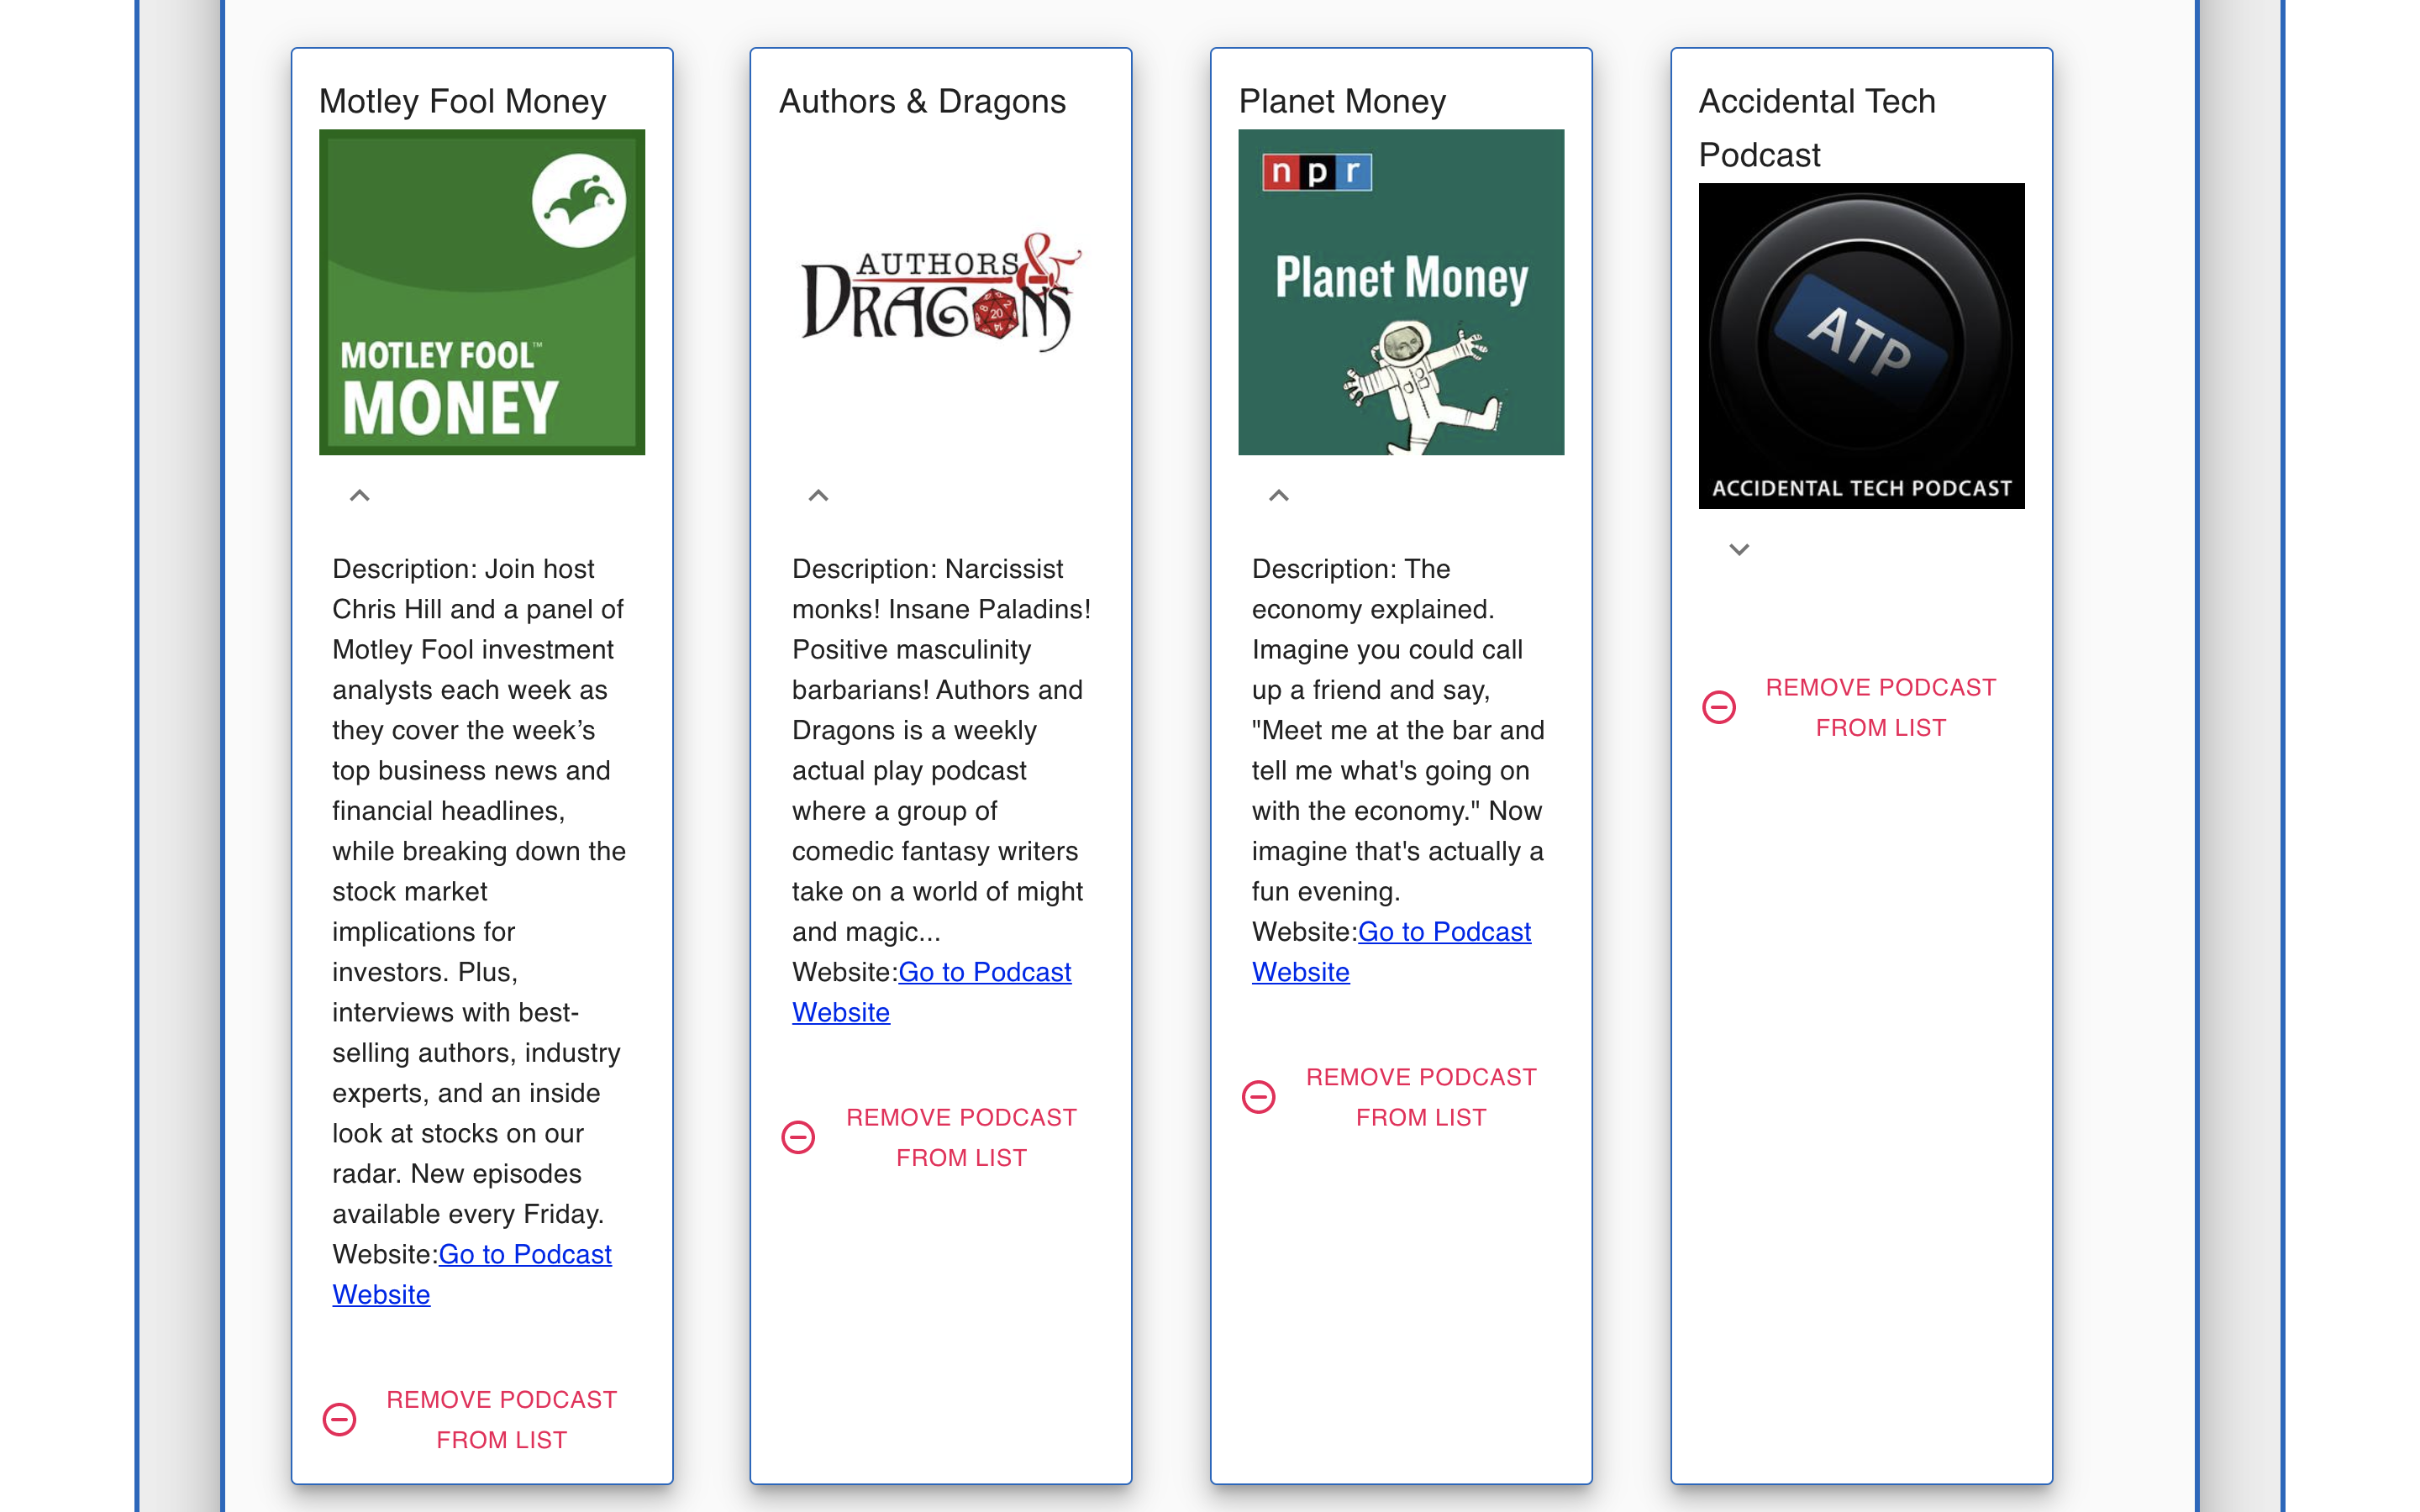 Motley Fool Money
MOTLEY FOOL™
MONEY
Description: Join host
Chris Hill and a panel of
Motley Fool investment
analysts each week as
they cover the week’s
top business news and
financial headlines,
while breaking down the
stock market
implications for
investors. Plus,
interviews with best-
selling authors, industry
experts, and an inside
look at stocks on our
radar. New episodes
available every Friday.
Website:Go to Podcast
Website
REMOVE PODCAST
FROM LIST
Authors & Dragons
AUTHORS &
DRAGONS
20
Description: Narcissist
monks! Insane Paladins!
Positive masculinity
barbarians! Authors and
Dragons is a weekly
actual play podcast
where a group of
comedic fantasy writers
take on a world of might
and magic...
Website:Go to Podcast
Website
REMOVE PODCAST
FROM LIST
Planet Money
npr
Planet Money
Description: The
economy explained.
Imagine you could call
up a friend and say,
"Meet me at the bar and
tell me what's going on
with the economy." Now
imagine that's actually a
fun evening.
Website:Go to Podcast
Website
REMOVE PODCAST
FROM LIST
Accidental Tech
Podcast
ATP
ACCIDENTAL TECH PODCAST
REMOVE PODCAST
FROM LIST